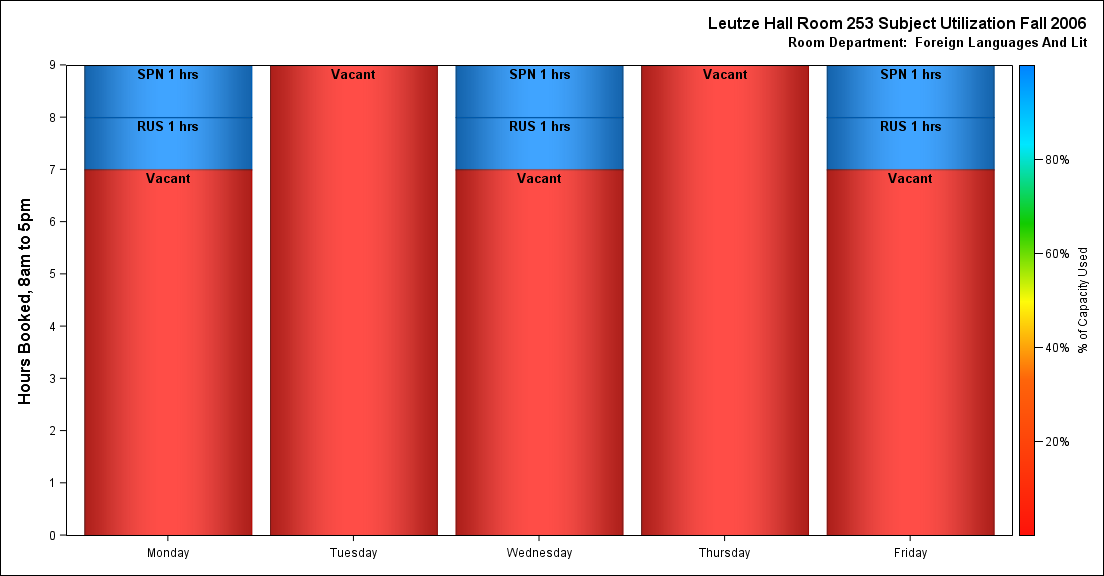 Leutze Hall Room 253 Subject Utilization Fall 2006
Room Department:  Foreign Languages And Lit
Hours Booked, 8am to 5pm
9
8
7
6
5
4
3
2
1
0
SPN 1 hrs
RUS 1 hrs
Vacant
Vacant
SPN 1 hrs
RUS 1 hrs
Vacant
Vacant
SPN 1 hrs
RUS 1 hrs
Vacant
Monday
Tuesday
Wednesday
Thursday
Friday
80%
60%
40%
20%
% of Capacity Used